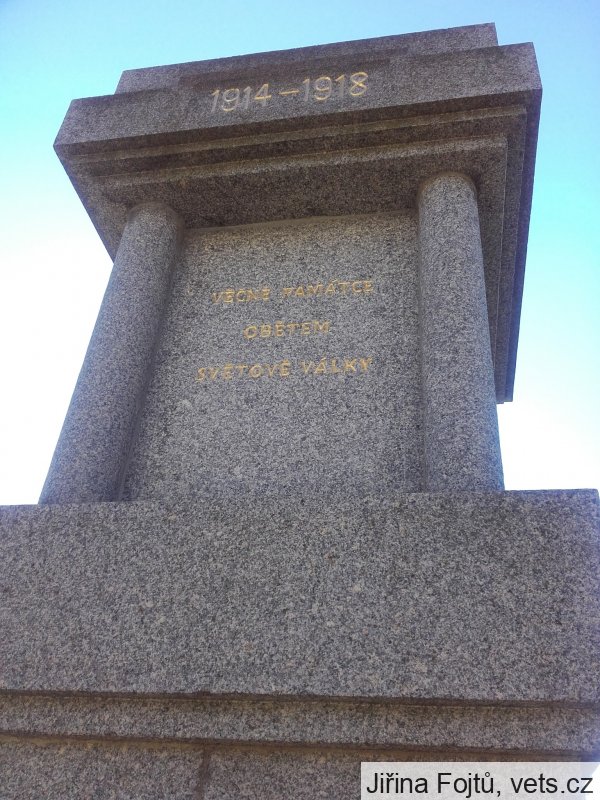 1914-1918
VĚČNÉ PAMÁTCE
OBĚTEM
SVĚTOVÉ VÁLKY
Jiřina Fojtů, vets.cz